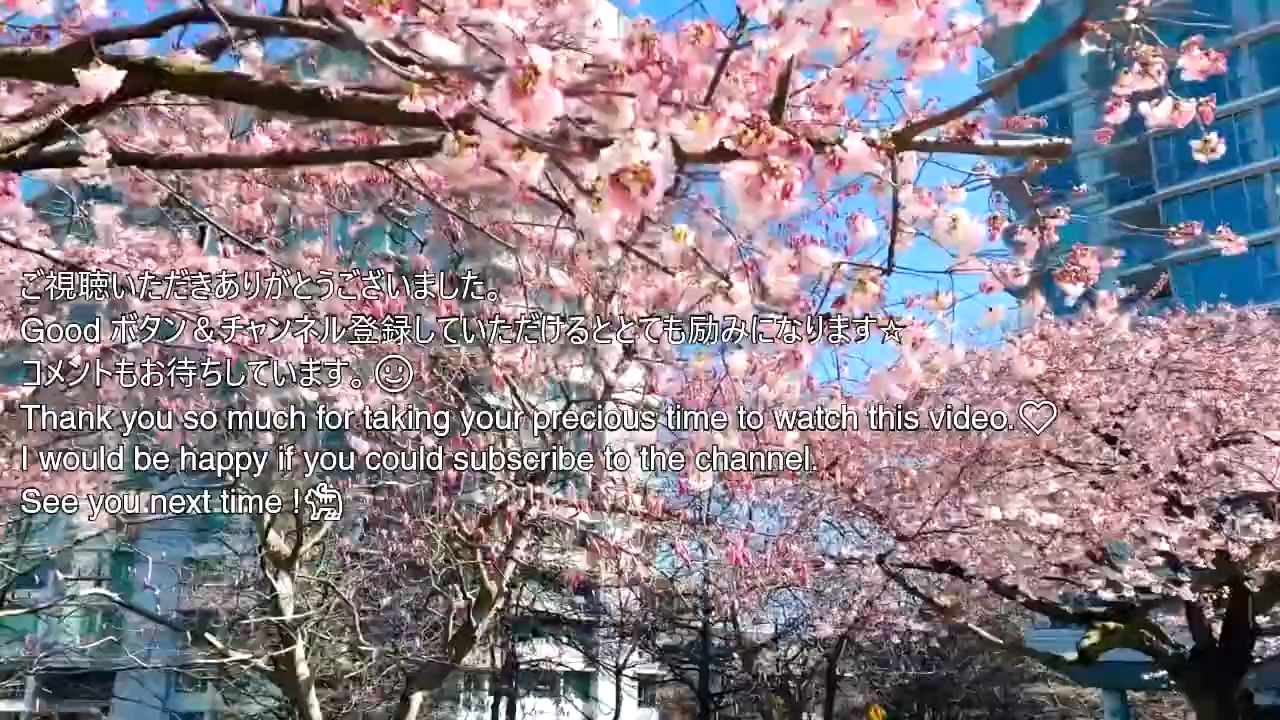 ご視聴いただきありがとうございました。
Good ボタン＆チャンネル登録していただけるととても励みになります☆
コメントもお待ちしています。☺
Thank you so much for taking your precious time to watch this video.♡
I would be happy if you could subscribe to the channel.
See you next time !🐅